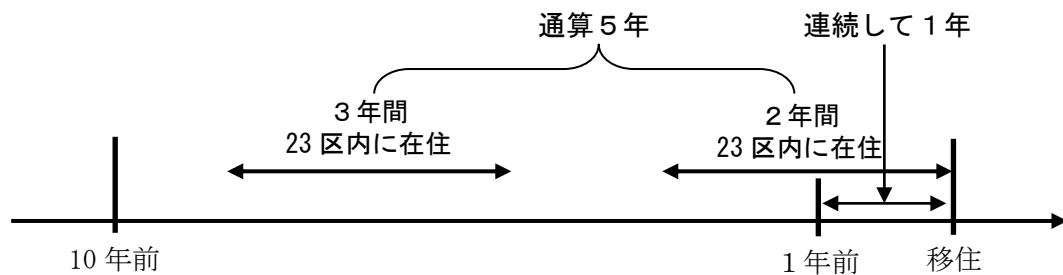 通算５年
連続して１年
３年間
23 区内に在住
２年間
23 区内に在住
10 年前
１年前
移住